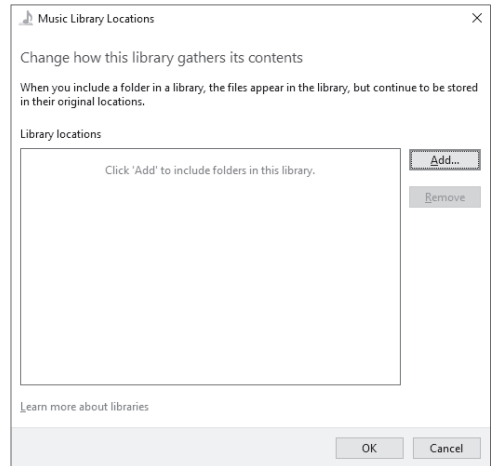 Music Library Locations
Change how this library gathers its contents
When you include a folder in a library, the files appear in the library, but continue to be stored
in their original locations.
Library locations
Click 'Add' to include folders in this library.
Add...
Remove
Learn more about libraries
OK
Cancel